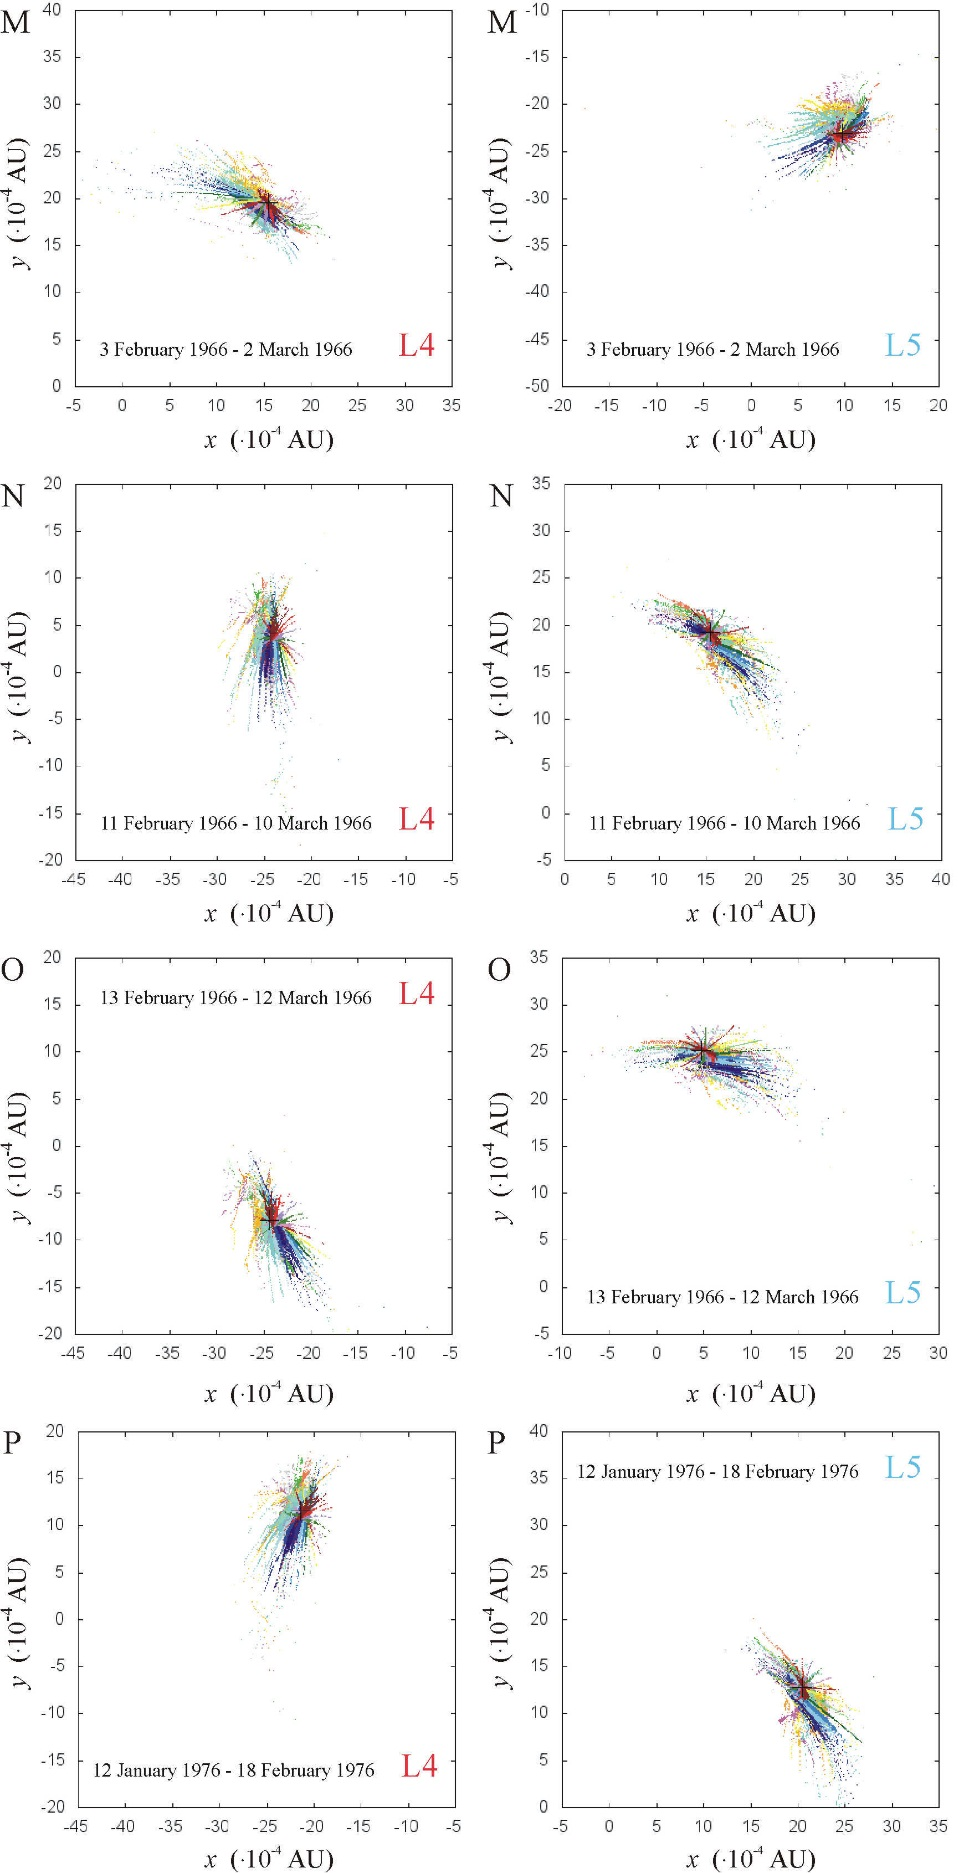 M
40
35
30
25
20
15
10
5
0
y (·10⁻⁴ AU)
3 February 1966 - 2 March 1966 L4
-5 0 5 10 15 20 25 30 35
x (·10⁻⁴ AU)
M
-10
-15
-20
-25
-30
-35
-40
-45
-50
y (·10⁻⁴ AU)
3 February 1966 - 2 March 1966 L5
-20 -15 -10 -5 0 5 10 15 20
x (·10⁻⁴ AU)
N
20
15
10
5
0
-5
-10
-15
-20
y (·10⁻⁴ AU)
11 February 1966 - 10 March 1966 L4
-45 -40 -35 -30 -25 -20 -15 -10 -5
x (·10⁻⁴ AU)
N
35
30
25
20
15
10
5
0
-5
y (·10⁻⁴ AU)
11 February 1966 - 10 March 1966 L5
0 5 10 15 20 25 30 35 40
x (·10⁻⁴ AU)
O
20
15
10
5
0
-5
-10
-15
-20
y (·10⁻⁴ AU)
13 February 1966 - 12 March 1966 L4
-45 -40 -35 -30 -25 -20 -15 -10 -5
x (·10⁻⁴ AU)
O
35
30
25
20
15
10
5
0
-5
y (·10⁻⁴ AU)
13 February 1966 - 12 March 1966 L5
-10 -5 0 5 10 15 20 25 30
x (·10⁻⁴ AU)
P
20
15
10
5
0
-5
-10
-15
-20
y (·10⁻⁴ AU)
12 January 1976 - 18 February 1976 L4
-45 -40 -35 -30 -25 -20 -15 -10 -5
x (·10⁻⁴ AU)
P
40
35
30
25
20
15
10
5
0
y (·10⁻⁴ AU)
12 January 1976 - 18 February 1976 L5
-5 0 5 10 15 20 25 30 35
x (·10⁻⁴ AU)